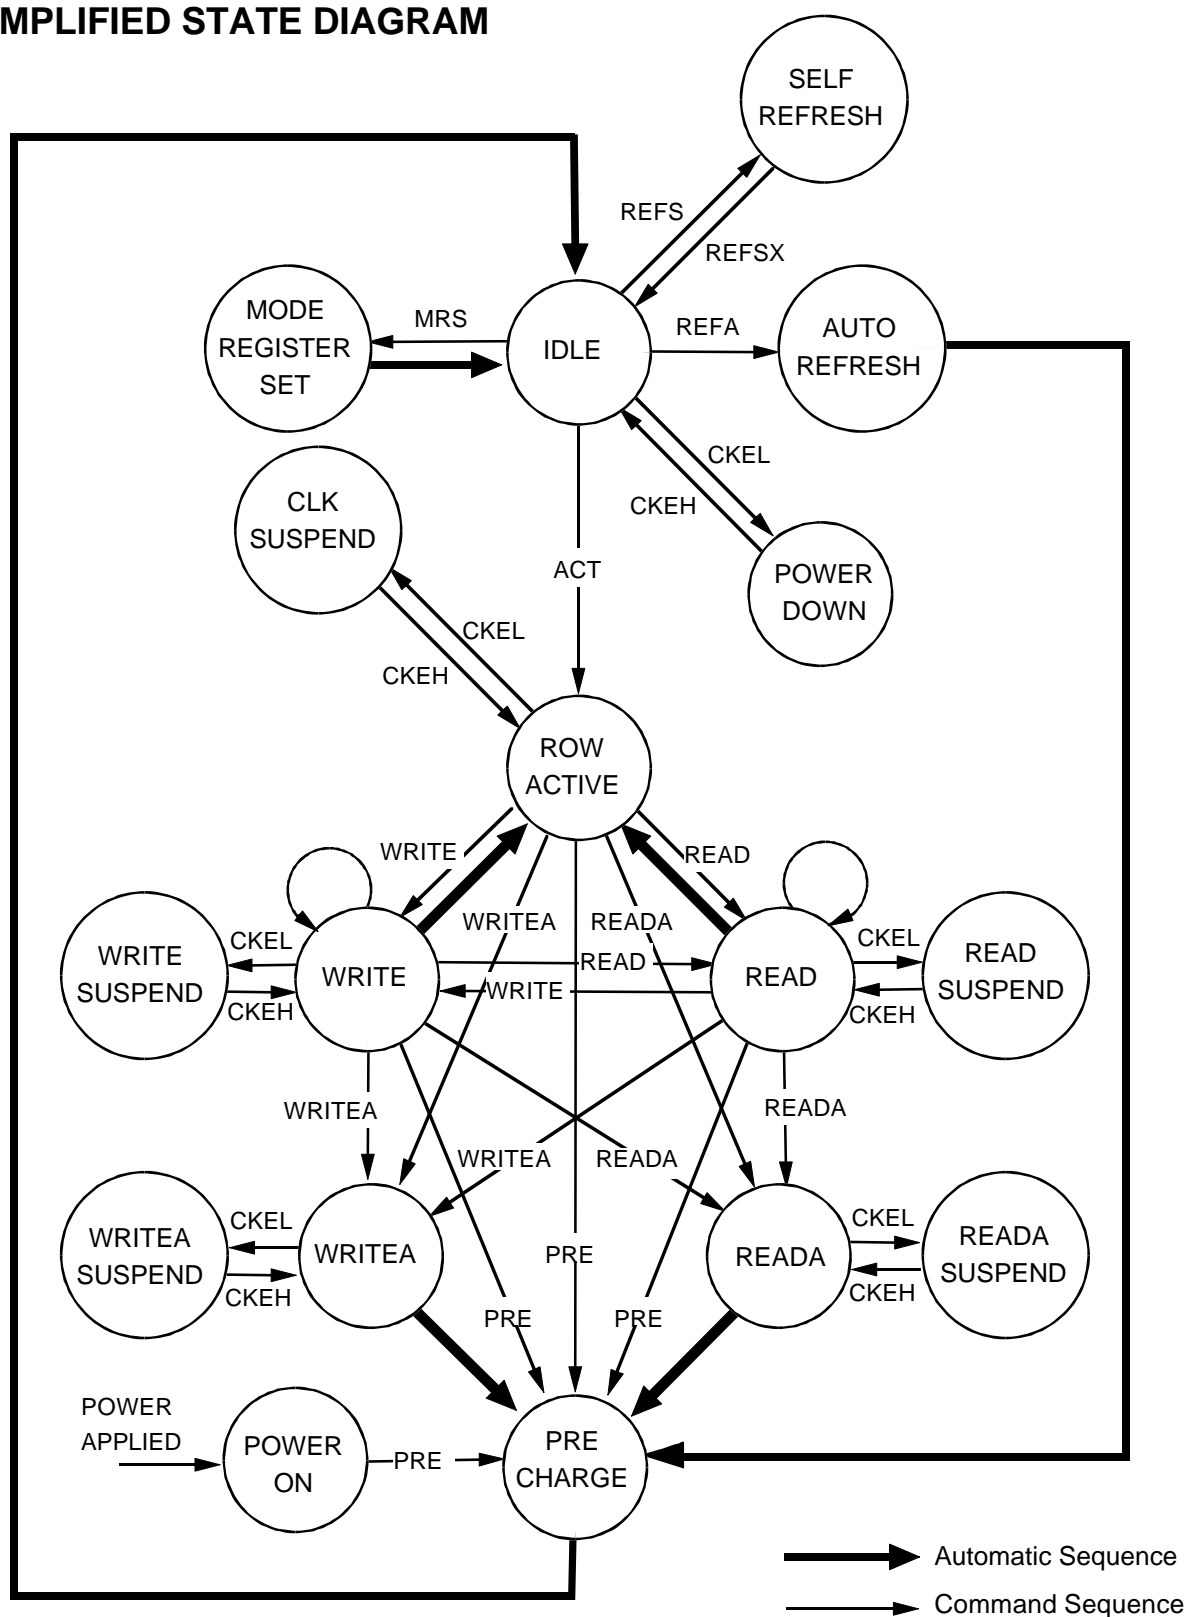 MPLIFIED STATE DIAGRAM
SELF
REFRESH
REFS
REFSX
MODE
REGISTER
SET
MRS
IDLE
REFA
AUTO
REFRESH
CKEL
CKEH
CLK
SUSPEND
POWER
DOWN
ACT
CKEL
CKEH
ROW
ACTIVE
WRITE
READ
WRITEA
READA
WRITE
SUSPEND
CKEL
CKEH
WRITE
READ
WRITE
READ
CKEL
CKEH
READ
SUSPEND
WRITEA
READA
WRITEA
READA
WRITEA
SUSPEND
CKEL
CKEH
WRITEA
PRE
READA
CKEL
CKEH
READA
SUSPEND
PRE
PRE
POWER
APPLIED
POWER
ON
PRE
PRE
CHARGE
Automatic Sequence
Command Sequence